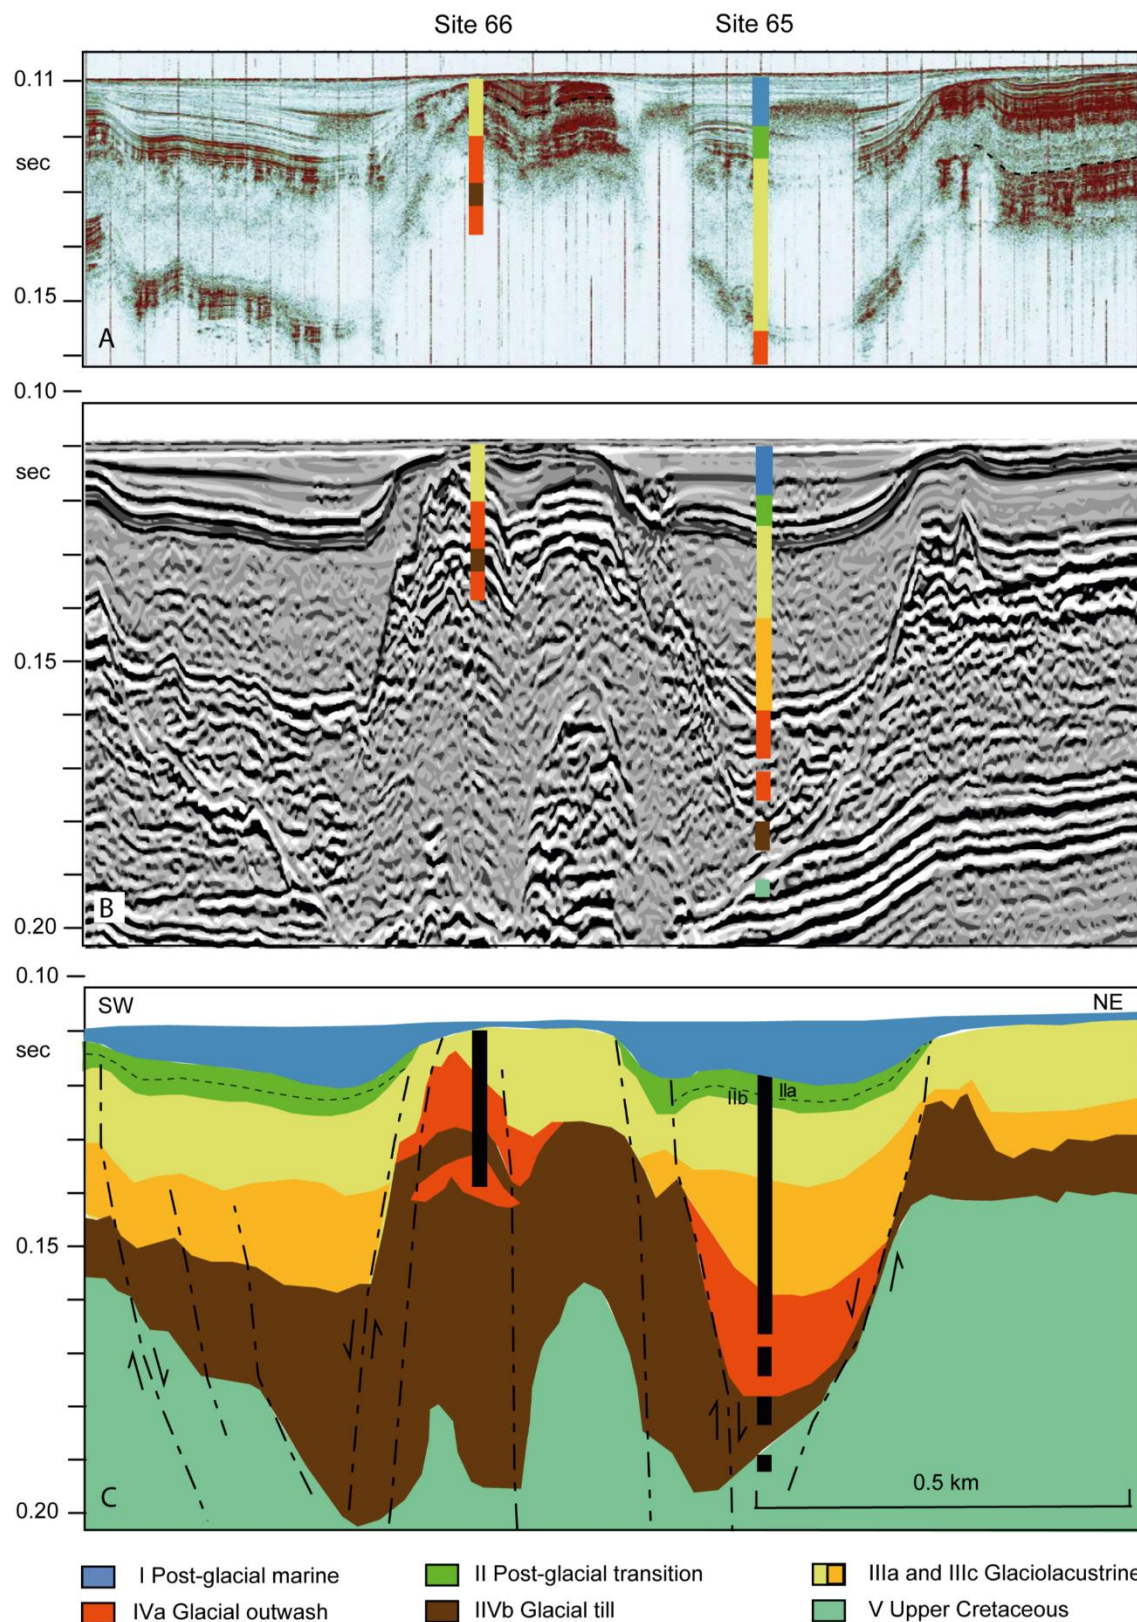 Site 66 Site 65
0.11
sec
0.15
A
0.10
sec
0.15
B
0.20
0.10
SW NE
sec
IIb IIa
0.15
C
0.5 km
0.20
I Post-glacial marine II Post-glacial transition IIIa and IIIc Glaciolacustrine
IVa Glacial outwash IIVb Glacial till V Upper Cretaceous